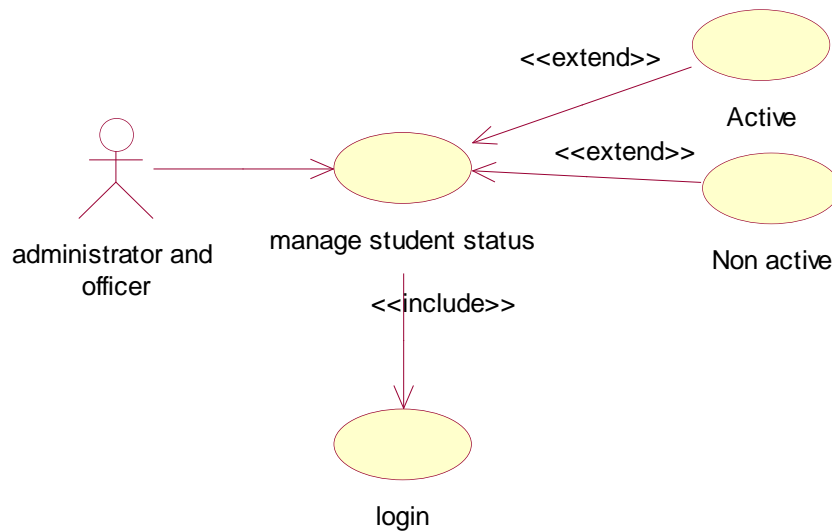 <<extend>>
Active
<<extend>>
administrator and
officer
manage student status
Non active
<<include>>
login